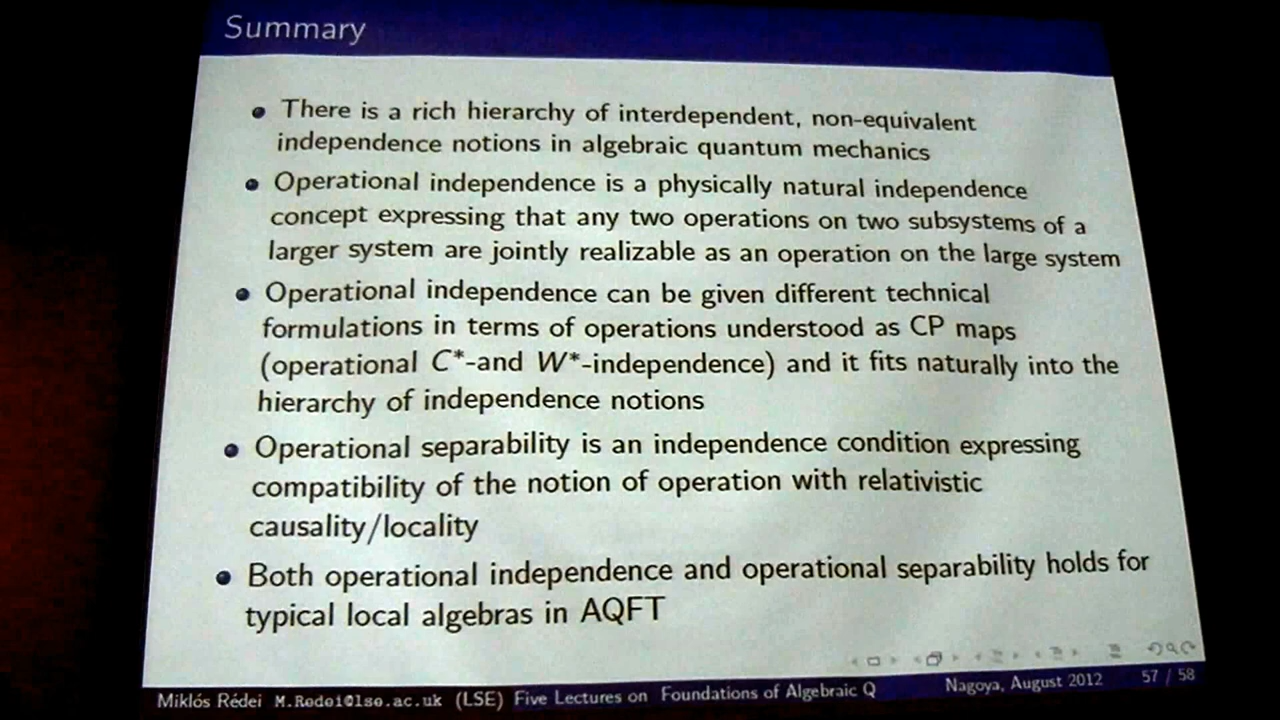 Summary
There is a rich hierarchy of interdependent, non-equivalent
independence notions in algebraic quantum mechanics
Operational independence is a physically natural independence
concept expressing that any two operations on two subsystems of a
larger system are jointly realizable as an operation on the large system
Operational independence can be given different technical
formulations in terms of operations understood as CP maps
(operational C*-and W*-independence) and it fits naturally into the
hierarchy of independence notions
Operational separability is an independence condition expressing
compatibility of the notion of operation with relativistic
causality/locality
Both operational independence and operational separability holds for
typical local algebras in AQFT
Miklós Rédei M.Redei@lse.ac.uk (LSE) Five Lectures on Foundations of Algebraic Q Nagoya, August 2012 57 / 58